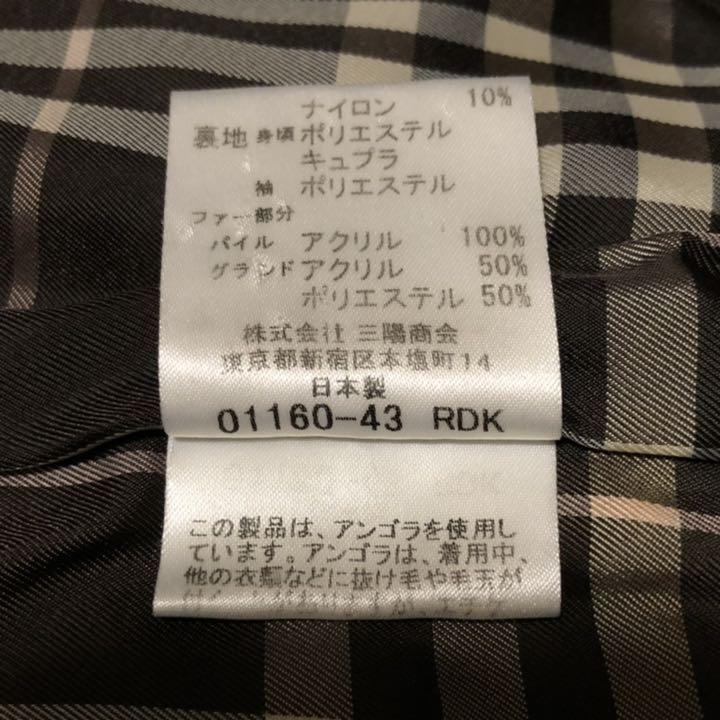 ナイロン 10%
裏地 身頃 ポリエステル
キュプラ
袖 ポリエステル
ファー部分
パイル アクリル 100%
グランド アクリル 50%
ポリエステル 50%
株式会社 三陽商会
東京都新宿区本塩町14
日本製
01160-43 RDK
この製品は、アンゴラを使用し
ています。アンゴラは、着用中、
他の衣類などに抜け毛や毛玉が